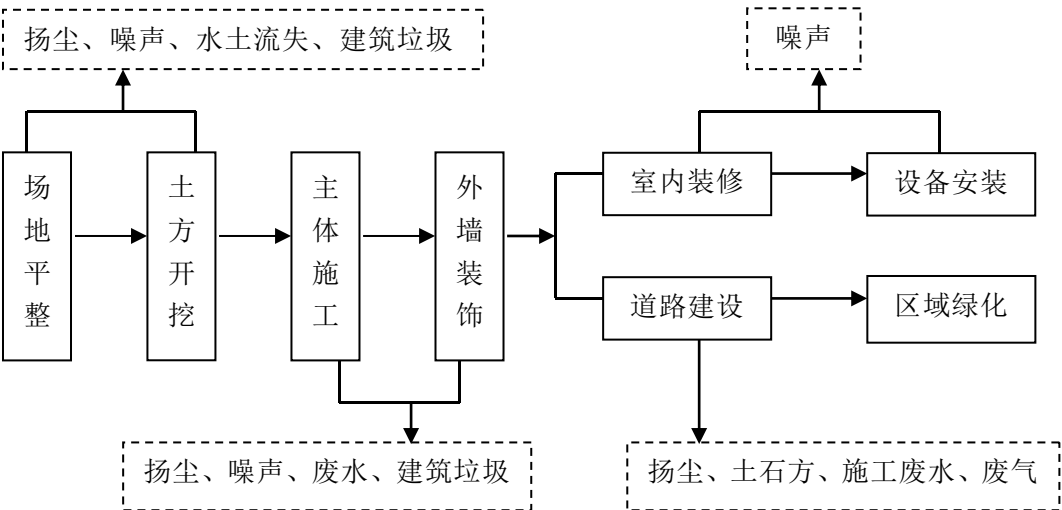 扬尘、噪声、水土流失、建筑垃圾
噪声
场地平整
土方开挖
主体施工
外墙装饰
室内装修
设备安装
道路建设
区域绿化
扬尘、噪声、废水、建筑垃圾
扬尘、土石方、施工废水、废气